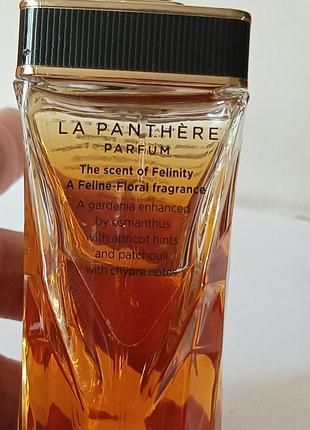 LA PANTHÈRE
PARFUM
The scent of Felinity
A Feline-Floral fragrance
A gardenia enhanced
by osmanthus
with apricot hints
and patchouli
with chypre notes.